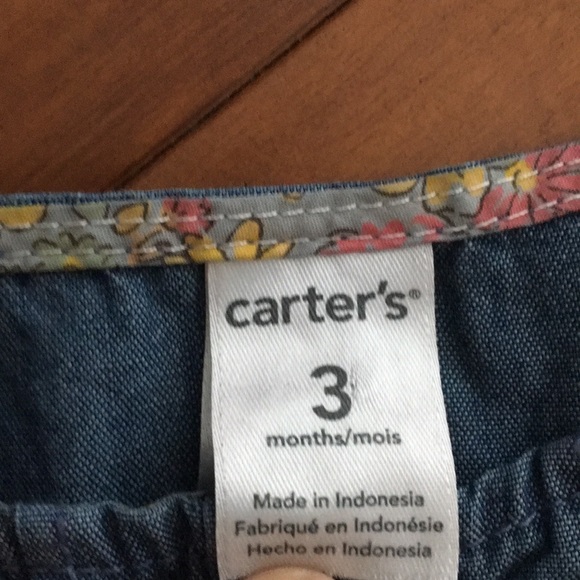 carter's®
3
months/mois
Made in Indonesia
Fabriqué en Indonésie
Hecho en Indonesia